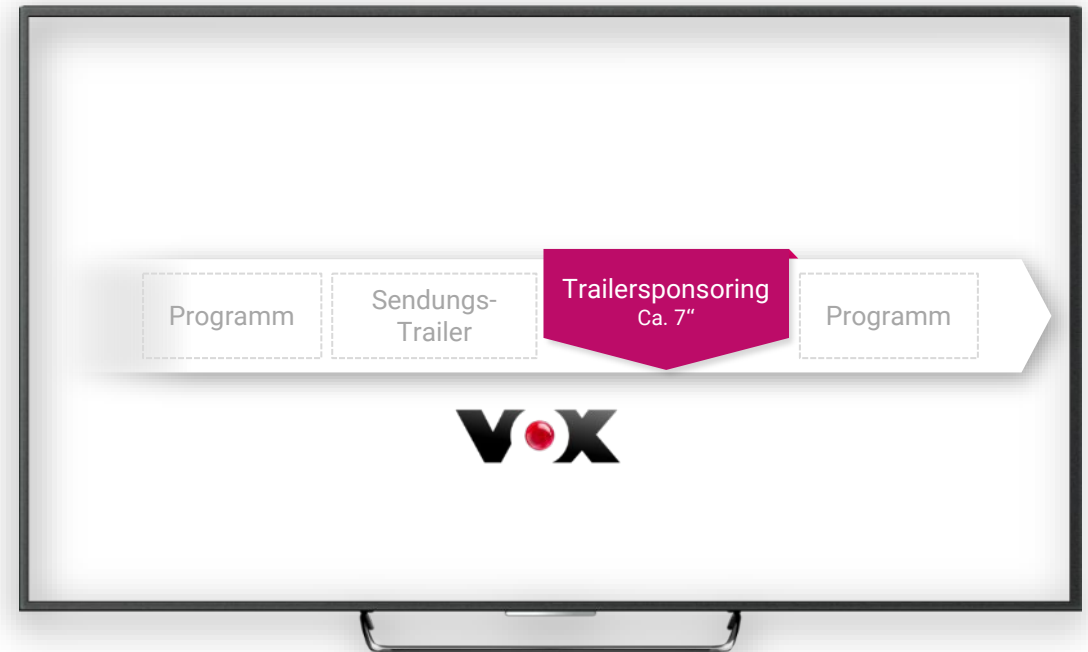 Programm
Sendungs-
Trailer
Trailersponsoring
Ca. 7“
Programm
VOX